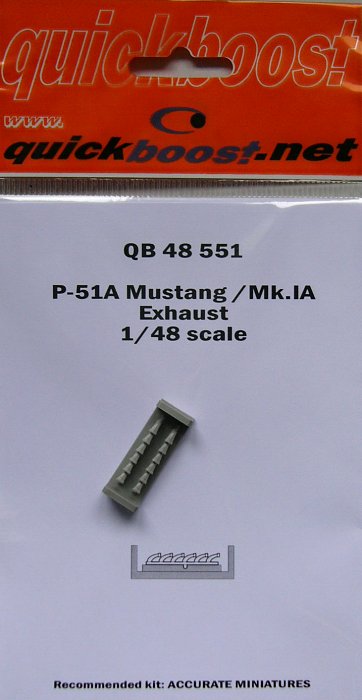 quickboost
www.
quickboost.net
QB 48 551
P-51A Mustang /Mk.IA
Exhaust
1/48 scale
Recommended kit: ACCURATE MINIATURES